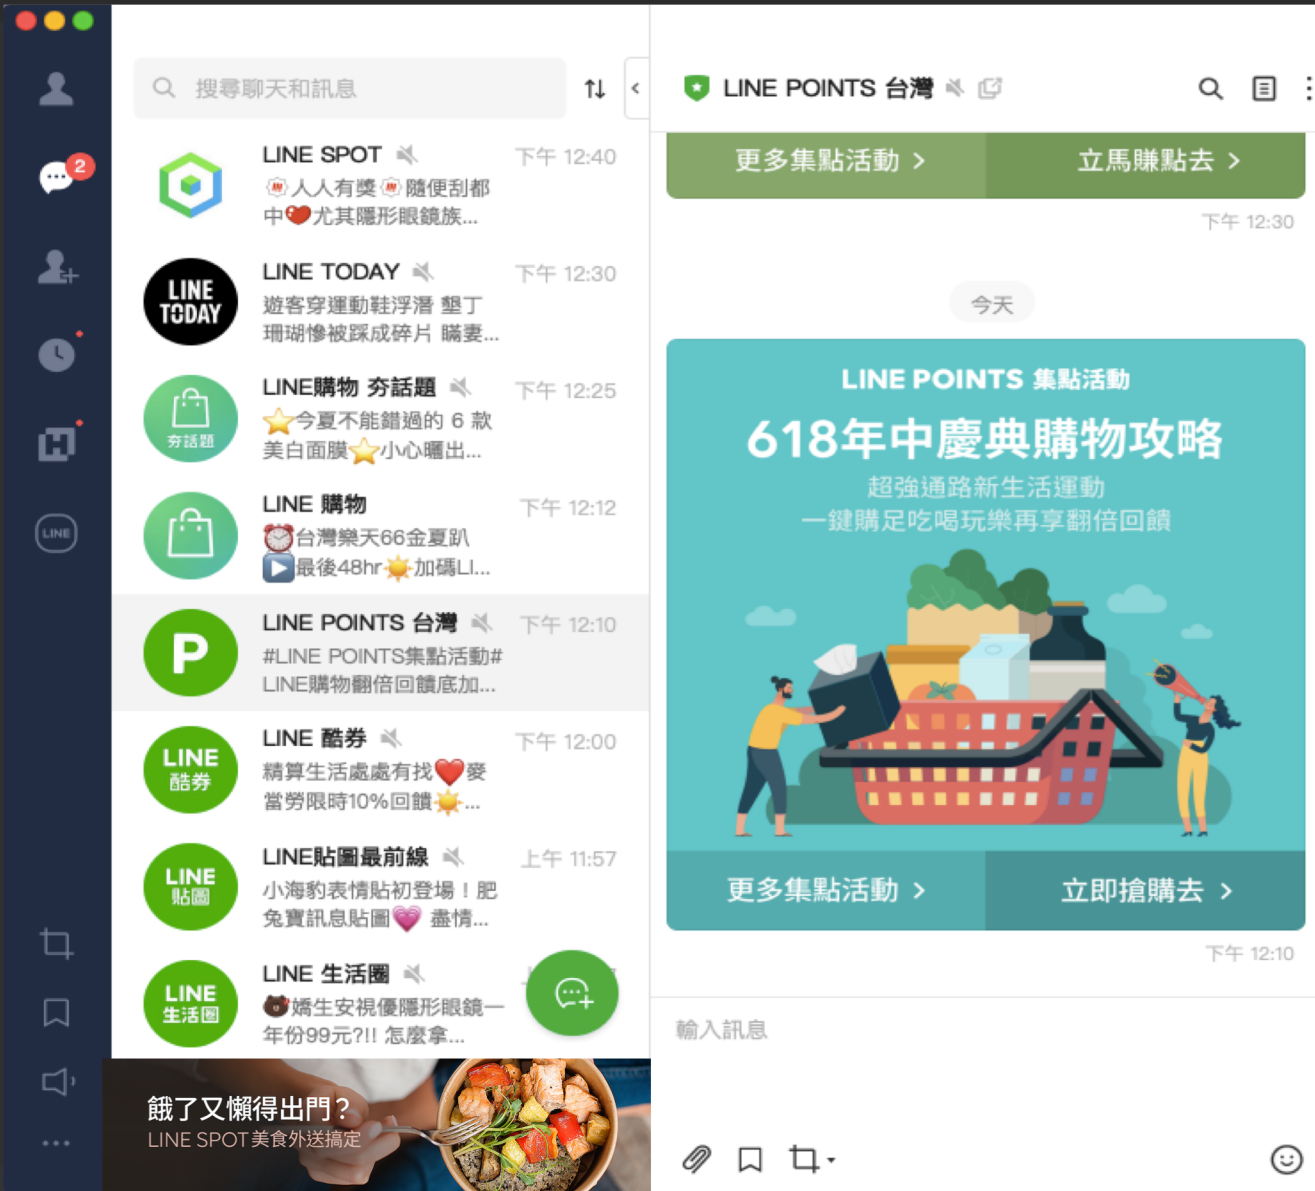 2
LINE
搜尋聊天和訊息
LINE SPOT
下午 12:40
人人有獎 隨便刮都
中 尤其隱形眼鏡族...
LINE TODAY
LINE TODAY
下午 12:30
遊客穿運動鞋浮潛 墾丁
珊瑚慘被踩成碎片 瞞妻...
夯話題
LINE購物 夯話題
下午 12:25
⭐今夏不能錯過的 6 款
美白面膜⭐小心曬出...
LINE 購物
下午 12:12
⏰台灣樂天66金夏趴
▶️最後48hr☀️加碼LI...
P
LINE POINTS 台灣
下午 12:10
#LINE POINTS集點活動#
LINE購物翻倍回饋底加...
LINE
酷券
LINE 酷券
下午 12:00
精算生活處處有找❤️麥
當勞限時10%回饋☀️...
LINE
貼圖
LINE貼圖最前線
上午 11:57
小海豹表情貼初登場！肥
兔寶訊息貼圖💗 盡情...
LINE
生活圈
LINE 生活圈
嬌生安視優隱形眼鏡一
年份99元?!! 怎麼拿...
餓了又懶得出門？
LINE SPOT美食外送搞定
LINE POINTS 台灣
更多集點活動 >
立馬賺點去 >
下午 12:30
今天
LINE POINTS 集點活動
618年中慶典購物攻略
超強通路新生活運動
一鍵購足吃喝玩樂再享翻倍回饋
更多集點活動 >
立即搶購去 >
下午 12:10
輸入訊息